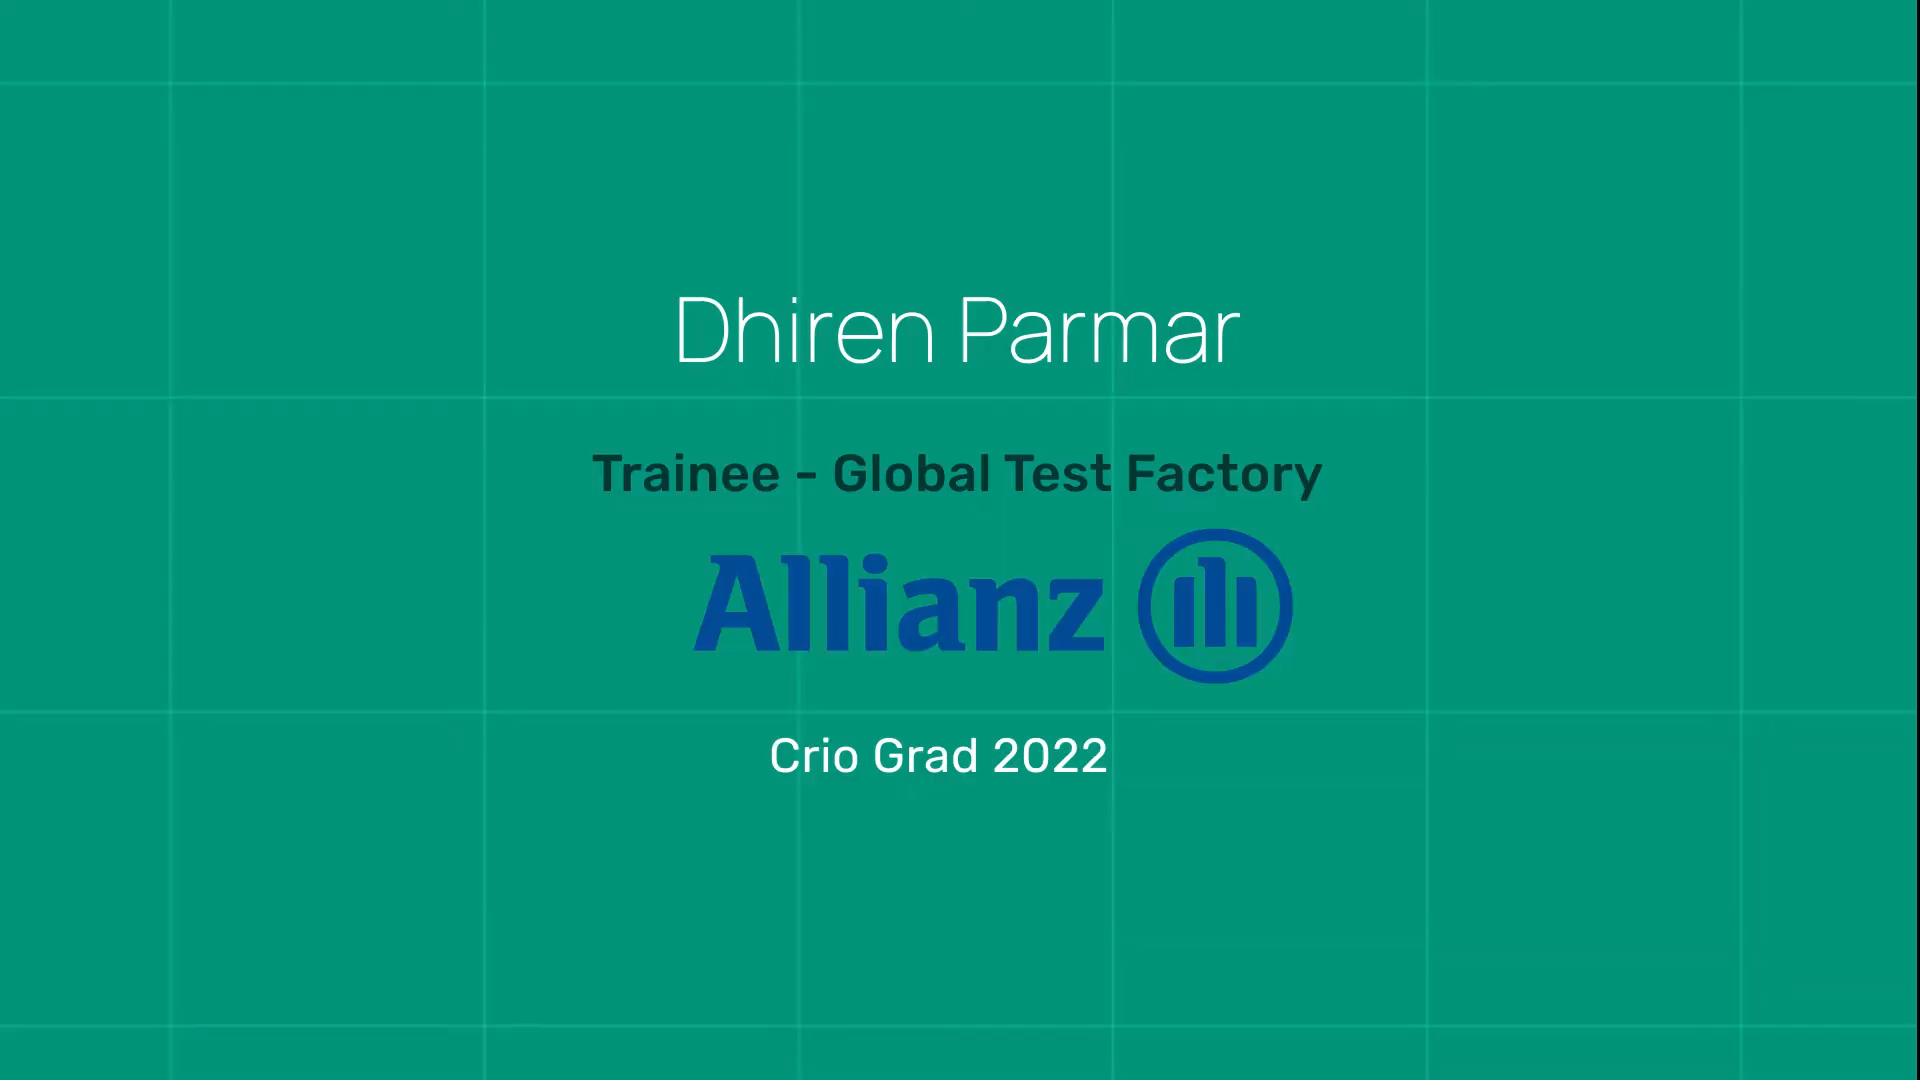 Dhiren Parmar
Trainee - Global Test Factory
Allianz
Crio Grad 2022